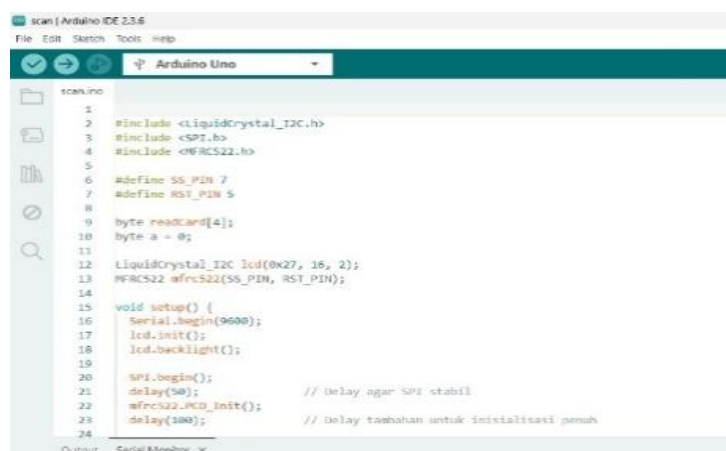 scan | Arduino IDE 2.3.6
File Edit Sketch Tools Help
Arduino Uno
scan.ino
1
2 #include <LiquidCrystal_I2C.h>
3 #include <SPI.h>
4 #include <MFRC522.h>
5
6 #define SS_PIN 7
7 #define RST_PIN 5
8
9 byte readCard[4];
10 byte a = 0;
11
12 LiquidCrystal_I2C lcd(0x27, 16, 2);
13 MFRC522 mfrc522(SS_PIN, RST_PIN);
14
15 void setup() {
16 Serial.begin(9600);
17 lcd.init();
18 lcd.backlight();
19
20 SPI.begin();
21 delay(50); // Delay agar SPI stabil
22 mfrc522.PCD_Init();
23 delay(100); // Delay tambahan untuk inisialisasi penuh
24
Output Serial Monitor ×